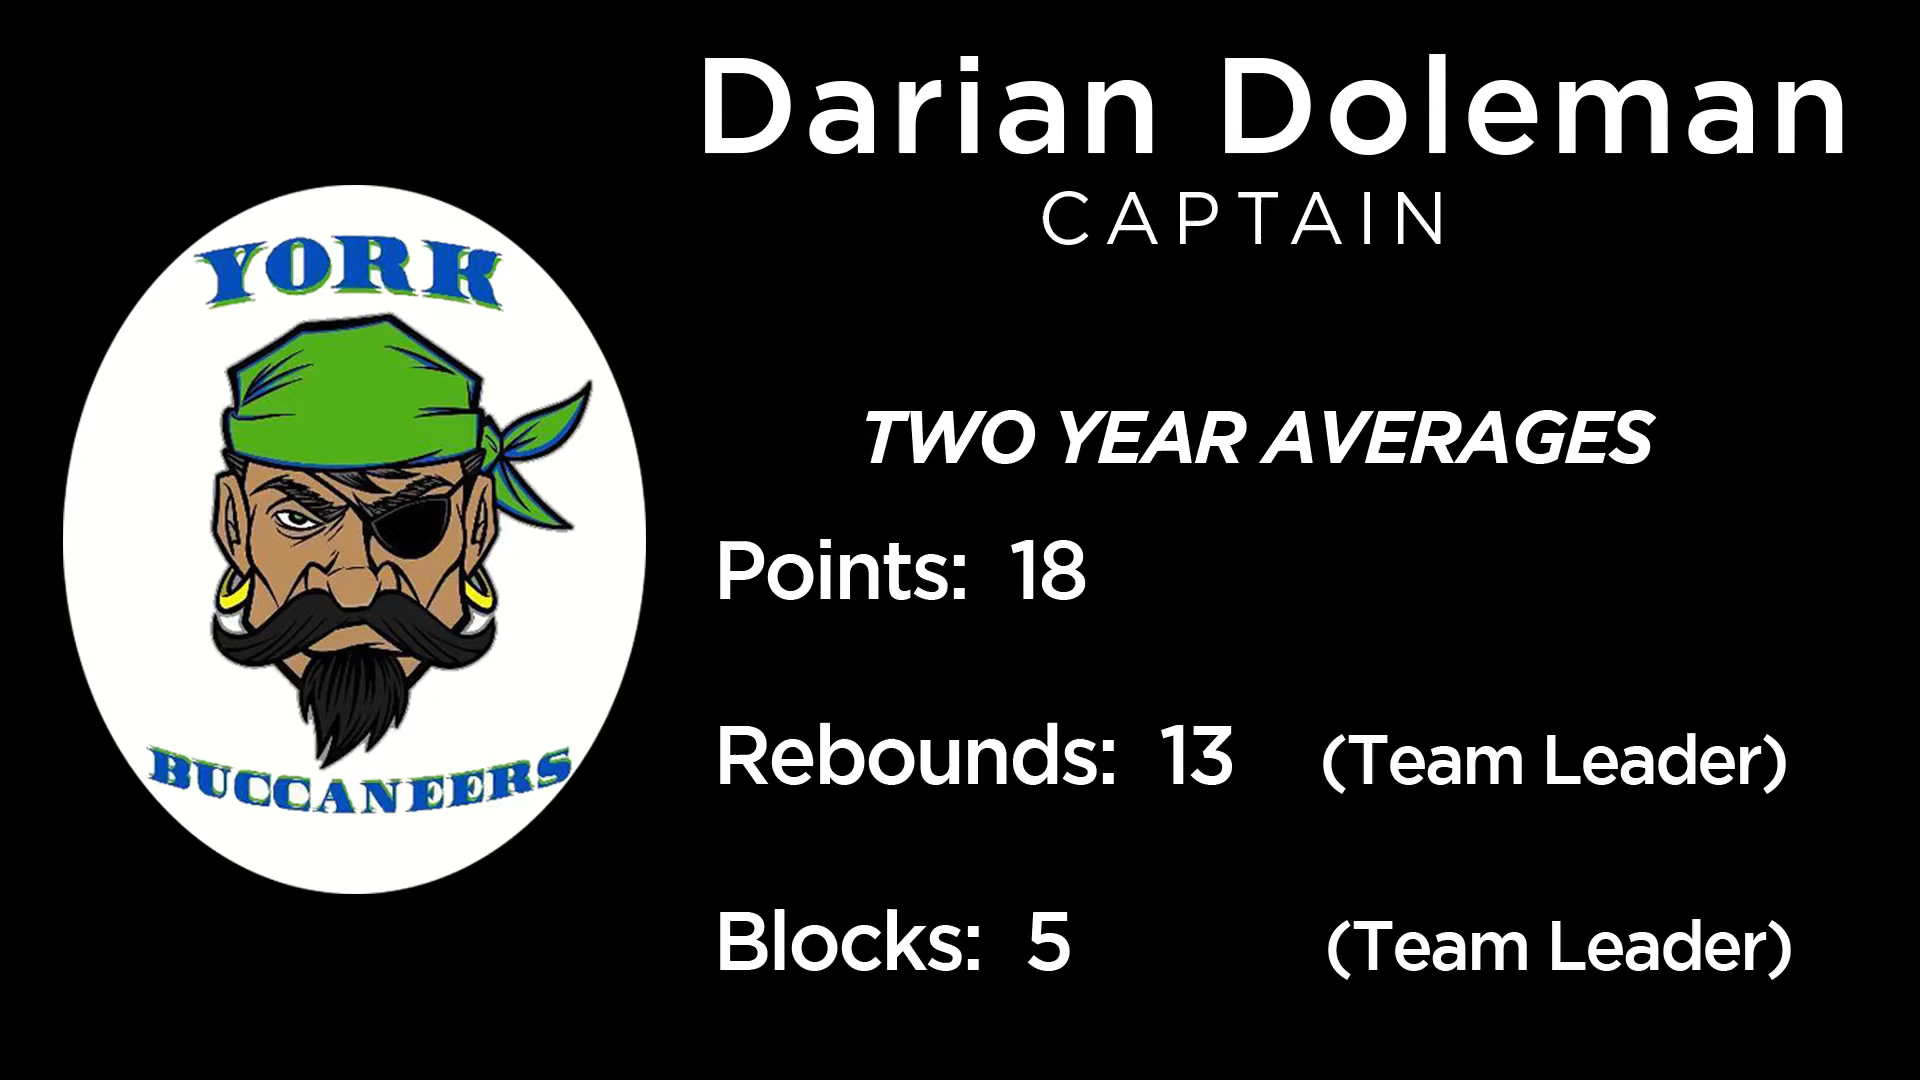 Darian Doleman
CAPTAIN
YORK
BUCCANEERS
TWO YEAR AVERAGES
Points: 18
Rebounds: 13 (Team Leader)
Blocks: 5 (Team Leader)